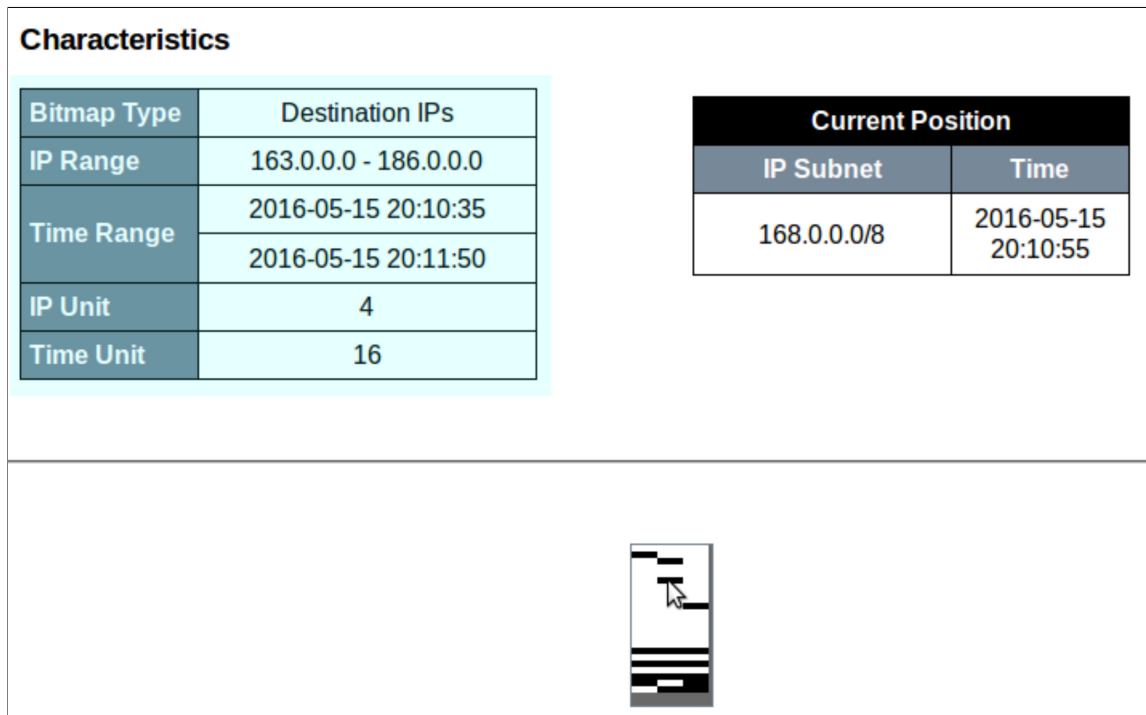 Characteristics
Bitmap Type Destination IPs
IP Range 163.0.0.0 - 186.0.0.0
Time Range 2016-05-15 20:10:35
2016-05-15 20:11:50
IP Unit 4
Time Unit 16
Current Position
IP Subnet Time
168.0.0.0/8 2016-05-15
20:10:55